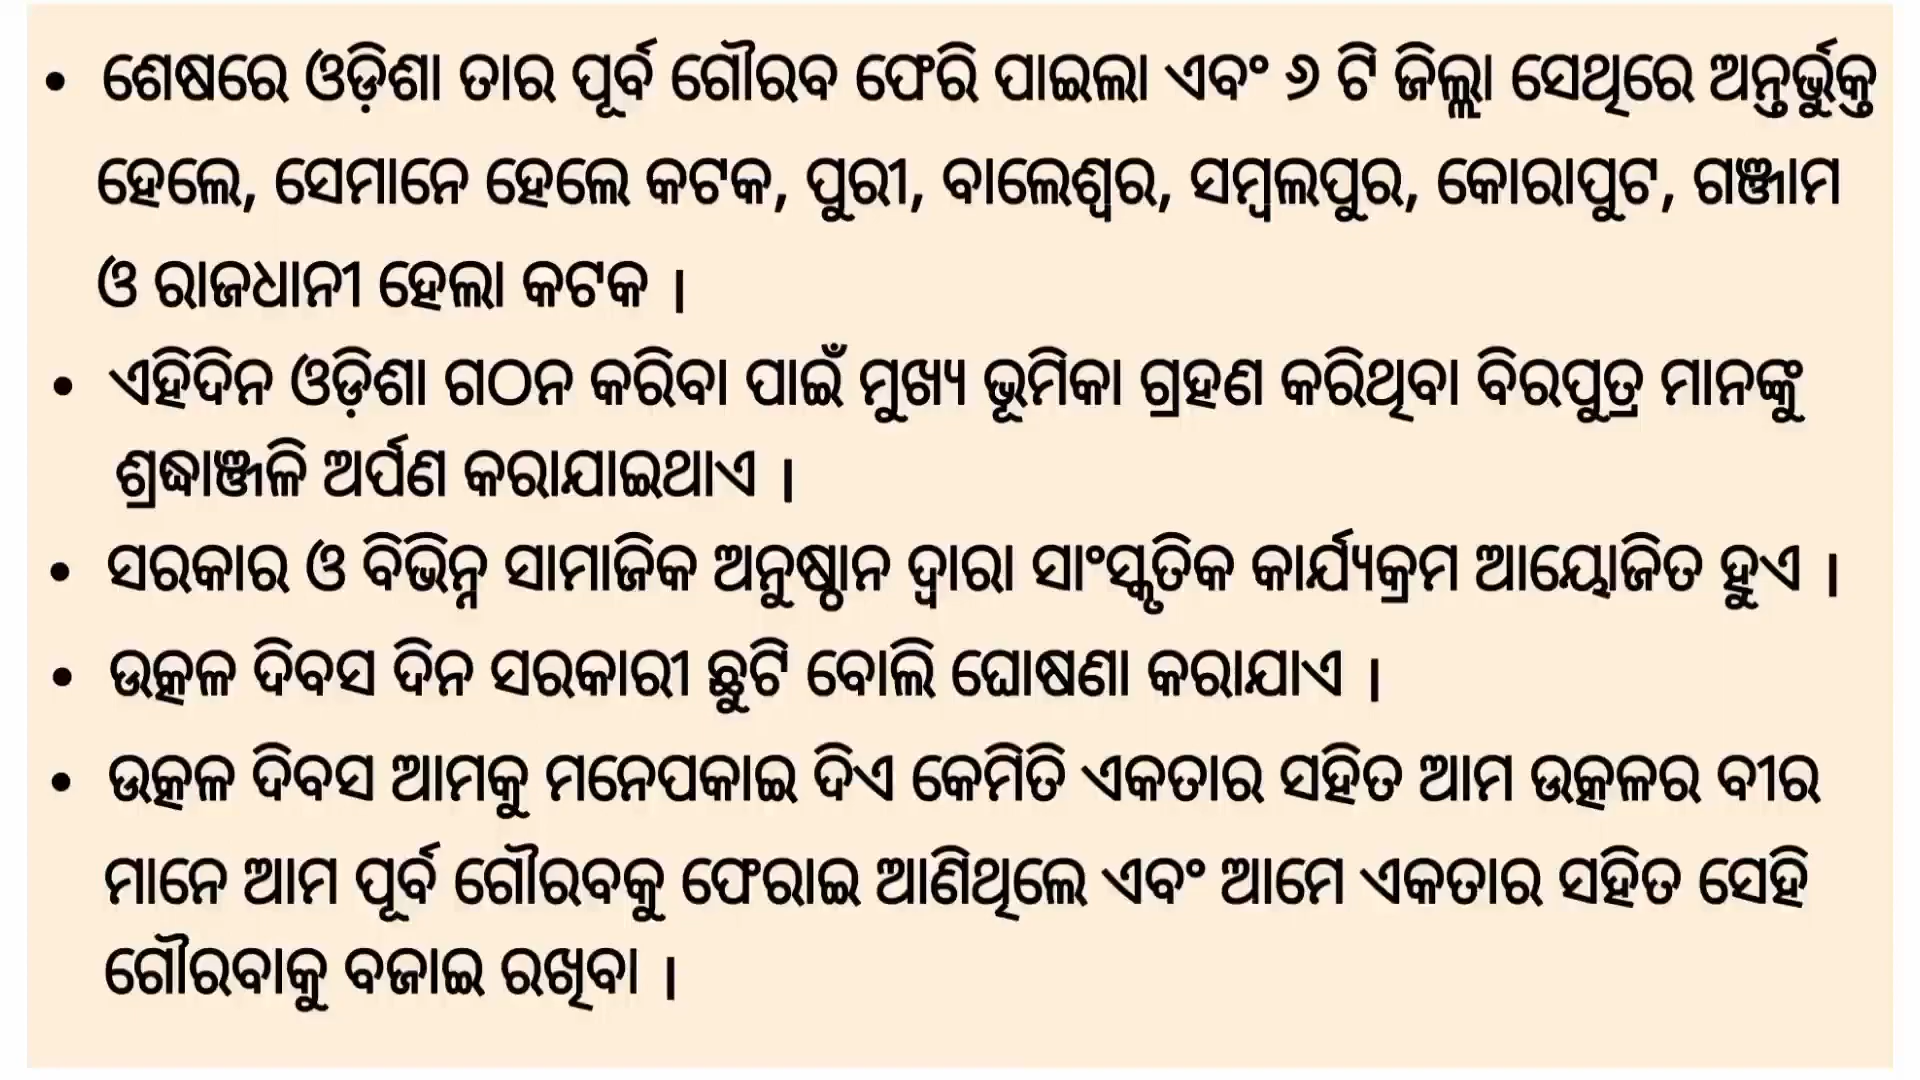 • ଶେଷରେ ଓଡ଼ିଶା ତାର ପୂର୍ବ ଗୌରବ ଫେରି ପାଇଲା ଏବଂ ୬ ଟି ଜିଲ୍ଲା ସେଥିରେ ଅନ୍ତର୍ଭୁକ୍ତ
ହେଲେ, ସେମାନେ ହେଲେ କଟକ, ପୁରୀ, ବାଲେଶ୍ୱର, ସମ୍ବଲପୁର, କୋରାପୁଟ, ଗଞ୍ଜାମ
ଓ ରାଜଧାନୀ ହେଲା କଟକ ।
• ଏହିଦିନ ଓଡ଼ିଶା ଗଠନ କରିବା ପାଇଁ ମୁଖ୍ୟ ଭୂମିକା ଗ୍ରହଣ କରିଥିବା ବିରପୁତ୍ର ମାନଙ୍କୁ
ଶ୍ରଦ୍ଧାଞ୍ଜଳି ଅର୍ପଣ କରାଯାଇଥାଏ ।
• ସରକାର ଓ ବିଭିନ୍ନ ସାମାଜିକ ଅନୁଷ୍ଠାନ ଦ୍ୱାରା ସାଂସ୍କୃତିକ କାର୍ଯ୍ୟକ୍ରମ ଆୟୋଜିତ ହୁଏ ।
• ଉତ୍କଳ ଦିବସ ଦିନ ସରକାରୀ ଛୁଟି ବୋଲି ଘୋଷଣା କରାଯାଏ ।
• ଉତ୍କଳ ଦିବସ ଆମକୁ ମନେପକାଇ ଦିଏ କେମିତି ଏକତାର ସହିତ ଆମ ଉତ୍କଳର ବୀର
ମାନେ ଆମ ପୂର୍ବ ଗୌରବକୁ ଫେରାଇ ଆଣିଥିଲେ ଏବଂ ଆମେ ଏକତାର ସହିତ ସେହି
ଗୌରବାକୁ ବଜାଇ ରଖିବା ।